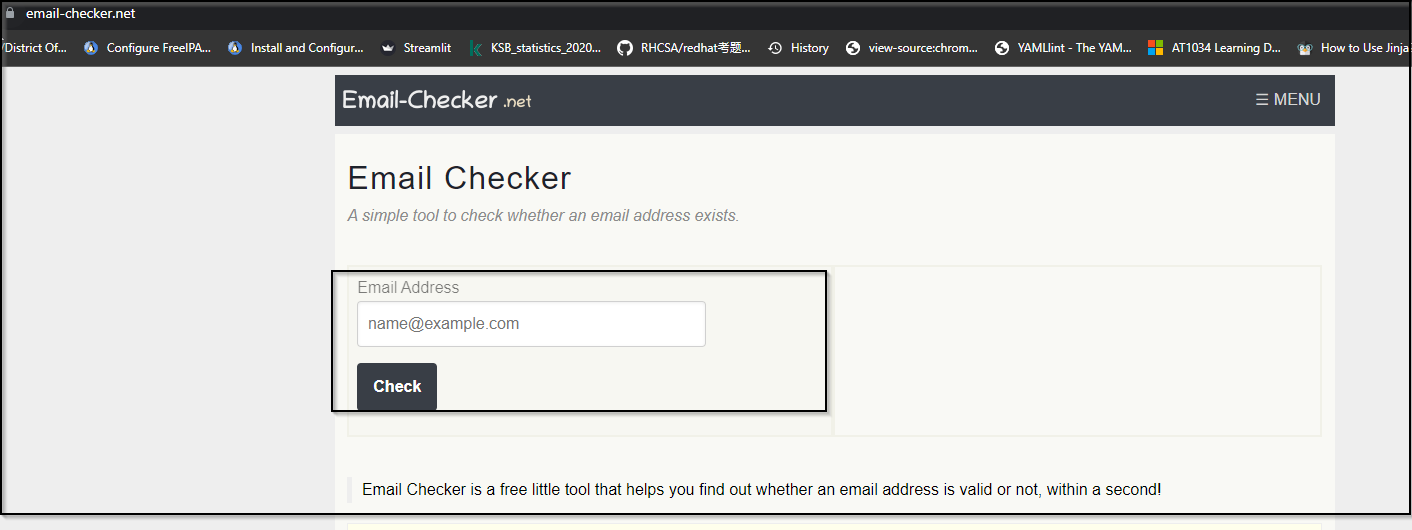 email-checker.net
/District Of... Configure FreeIPA... Install and Configur... Streamlit KSB_statistics_2020... RHCSA/redhat考题... History view-source:chrom... YAMLlint - The YAM... AT1034 Learning D... How to Use Jinja
Email-Checker .net ☰ MENU
Email Checker
A simple tool to check whether an email address exists.
Email Address
name@example.com
Check
Email Checker is a free little tool that helps you find out whether an email address is valid or not, within a second!